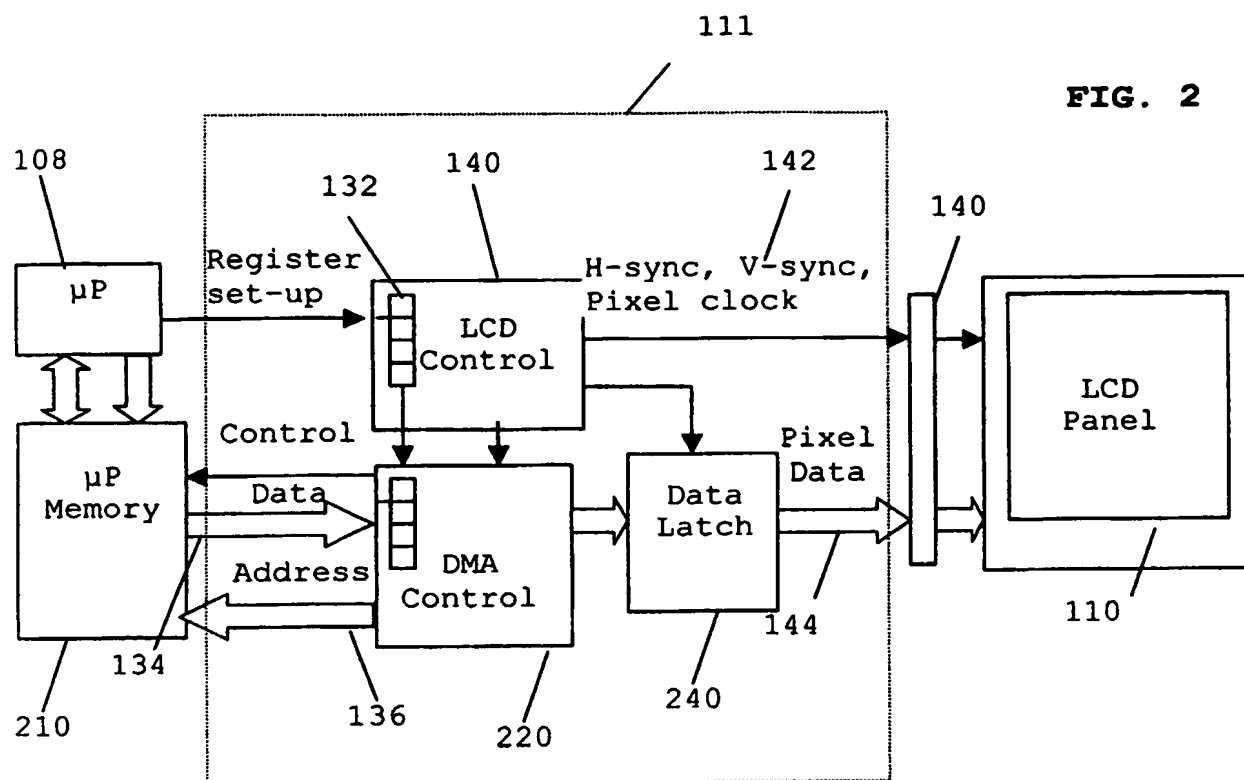 111
FIG. 2
108
132
140
142
140
µP
Register
set-up
H-sync, V-sync,
Pixel clock
LCD
Control
LCD
Panel
Control
Pixel
Data
µP
Memory
Data
Data
Latch
Address
DMA
Control
134
136
144
110
210
220
240